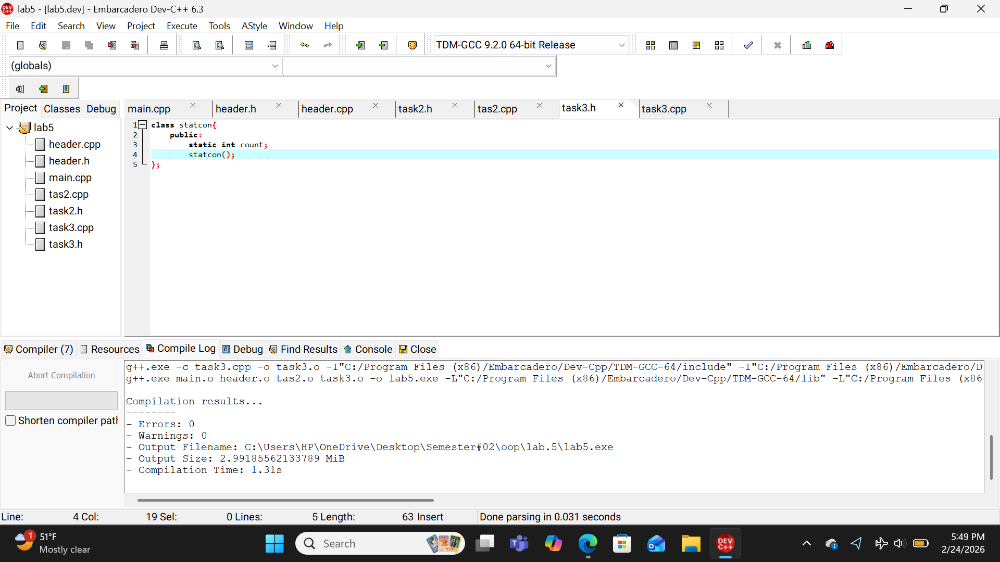 lab5 - [lab5.dev] - Embarcadero Dev-C++ 6.3
File Edit Search View Project Execute Tools AStyle Window Help
TDM-GCC 9.2.0 64-bit Release
(globals)
Project Classes Debug
main.cpp header.h header.cpp task2.h tas2.cpp task3.h task3.cpp
lab5
header.cpp
header.h
main.cpp
tas2.cpp
task2.h
task3.cpp
task3.h
1 class statcon{
2 public:
3 static int count;
4 statcon();
5 };
Compiler (7) Resources Compile Log Debug Find Results Console Close
Abort Compilation
Shorten compiler path
g++.exe -c task3.cpp -o task3.o -I"C:/Program Files (x86)/Embarcadero/Dev-Cpp/TDM-GCC-64/include" -I"C:/Program Files (x86)/Embarcadero/D
g++.exe main.o header.o tas2.o task3.o -o lab5.exe -L"C:/Program Files (x86)/Embarcadero/Dev-Cpp/TDM-GCC-64/lib" -L"C:/Program Files (x86
Compilation results...
--------
- Errors: 0
- Warnings: 0
- Output Filename: C:\Users\HP\OneDrive\Desktop\Semester#02\oop\lab.5\lab5.exe
- Output Size: 2.99185562133789 MiB
- Compilation Time: 1.31s
Line: 4 Col: 19 Sel: 0 Lines: 5 Length: 63 Insert Done parsing in 0.031 seconds
1
51°F
Mostly clear
Search
DEV C++
5:49 PM
2/24/2026